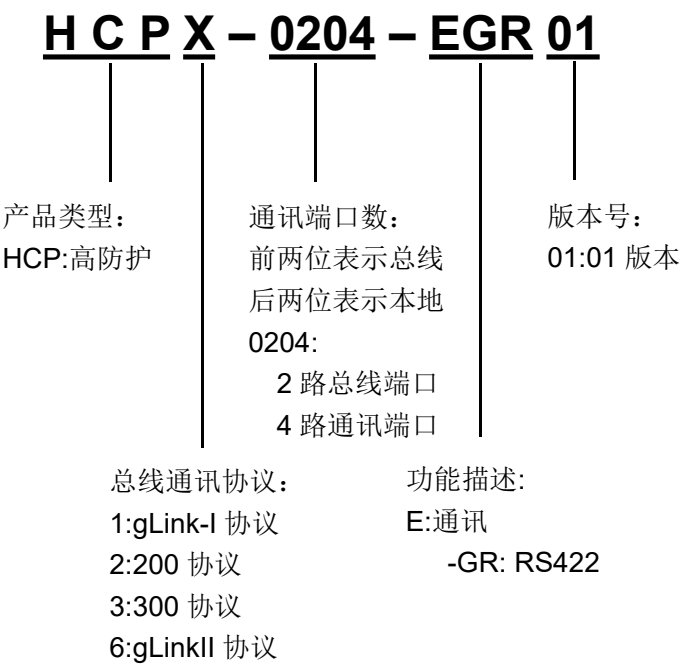 H C P X – 0204 – EGR 01
产品类型：
HCP:高防护
通讯端口数：
前两位表示总线
后两位表示本地
0204:
2 路总线端口
4 路通讯端口
版本号：
01:01 版本
总线通讯协议：
1:gLink-I 协议
2:200 协议
3:300 协议
6:gLinkII 协议
功能描述:
E:通讯
-GR: RS422